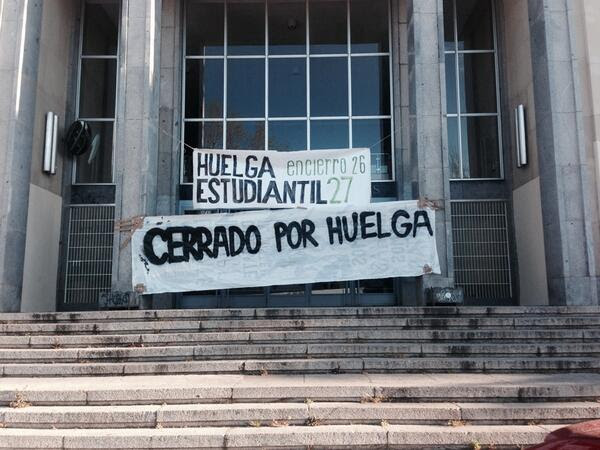 HUELGA encierro 26
ESTUDIANTIL 27
CERRADO POR HUELGA